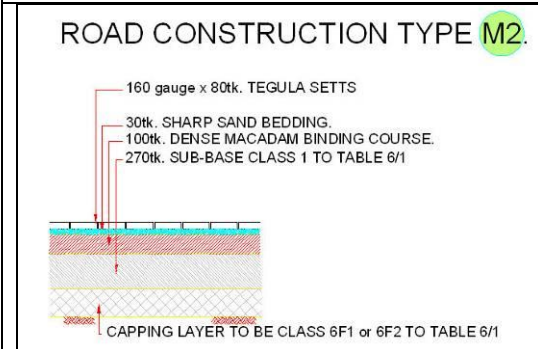 ROAD CONSTRUCTION TYPE M2.
160 gauge x 80tk. TEGULA SETTS
30tk. SHARP SAND BEDDING.
100tk. DENSE MACADAM BINDING COURSE.
270tk. SUB-BASE CLASS 1 TO TABLE 6/1
CAPPING LAYER TO BE CLASS 6F1 or 6F2 TO TABLE 6/1